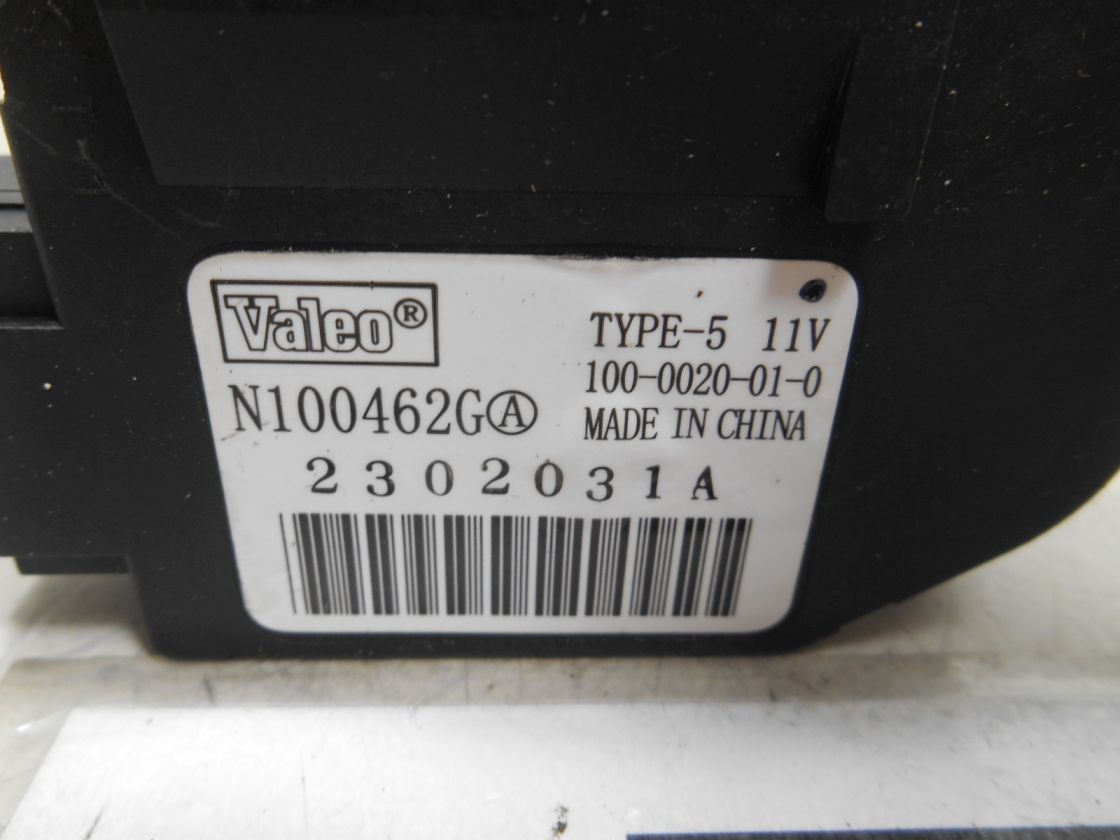 Valeo®
TYPE-5 11V
100-0020-01-0
N100462GⒶ
MADE IN CHINA
2302031A